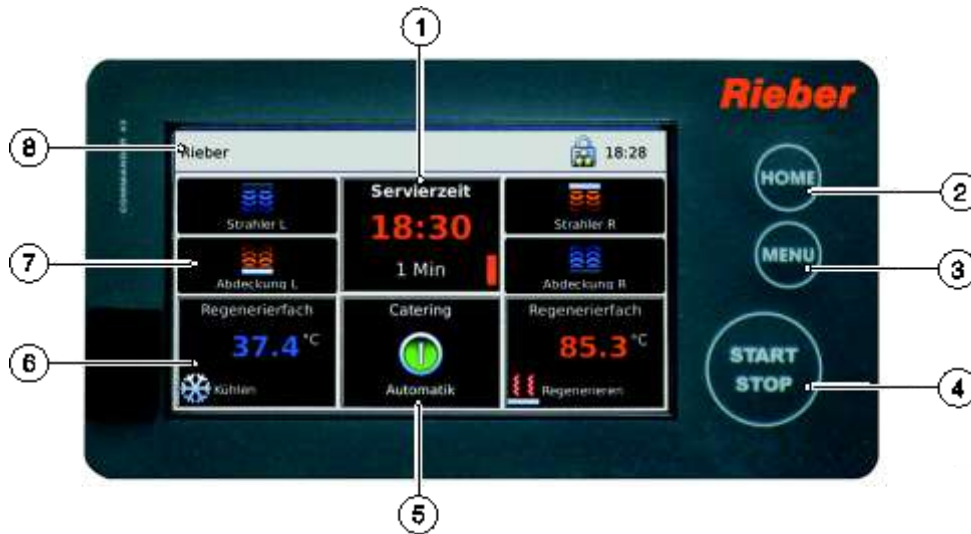 1
Rieber
COMMANDER
8
Rieber
18:28
HOME
2
Strahler L
Servierzeit
18:30
1 Min
Strahler R
7
Abdeckung L
Abdeckung R
MENU
3
Regenerierfach
37.4 °C
Kühlen
6
Catering
Automatik
Regenerierfach
85.3 °C
Regenerieren
START
STOP
4
5